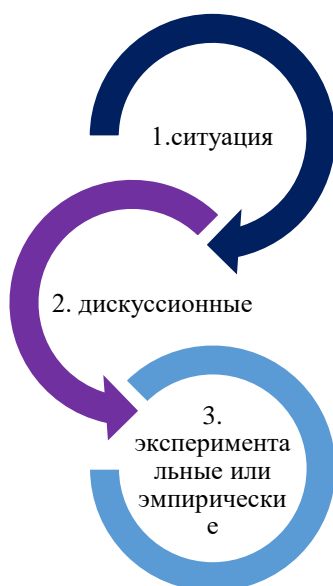 1.ситуация
2. дискуссионные
3.
эксперимента
льные или
эмпирически
е